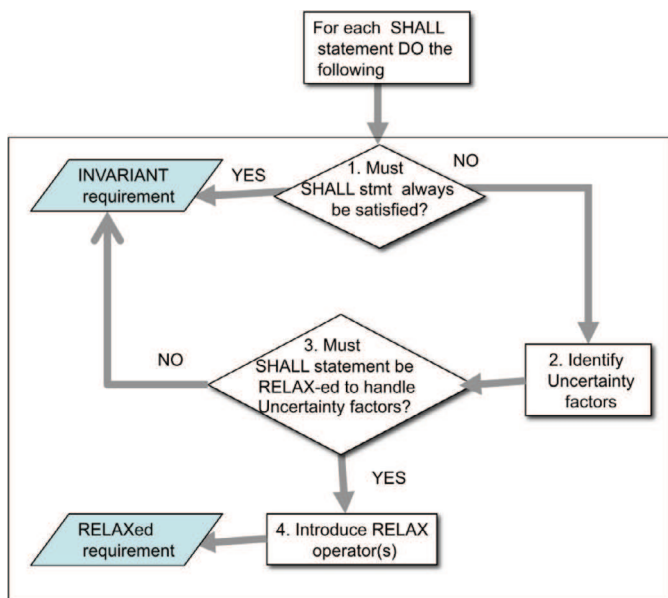 For each SHALL
statement DO the
following
1. Must
SHALL stmt always
be satisfied?
YES
NO
INVARIANT
requirement
2. Identify
Uncertainty
factors
3. Must
SHALL statement be
RELAX-ed to handle
Uncertainty factors?
NO
YES
4. Introduce RELAX
operator(s)
RELAXed
requirement